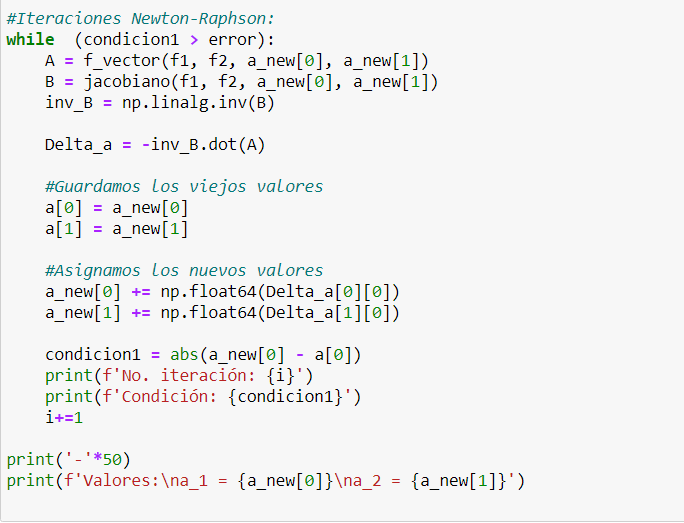 #Iteraciones Newton-Raphson:
while  (condicion1 > error):
    A = f_vector(f1, f2, a_new[0], a_new[1])
    B = jacobiano(f1, f2, a_new[0], a_new[1])
    inv_B = np.linalg.inv(B)

    Delta_a = -inv_B.dot(A)

    #Guardamos los viejos valores
    a[0] = a_new[0]
    a[1] = a_new[1]

    #Asignamos los nuevos valores
    a_new[0] += np.float64(Delta_a[0][0])
    a_new[1] += np.float64(Delta_a[1][0])

    condicion1 = abs(a_new[0] - a[0])
    print(f'No. iteración: {i}')
    print(f'Condición: {condicion1}')
    i+=1

print('-'*50)
print(f'Valores:\na_1 = {a_new[0]}\na_2 = {a_new[1]}')